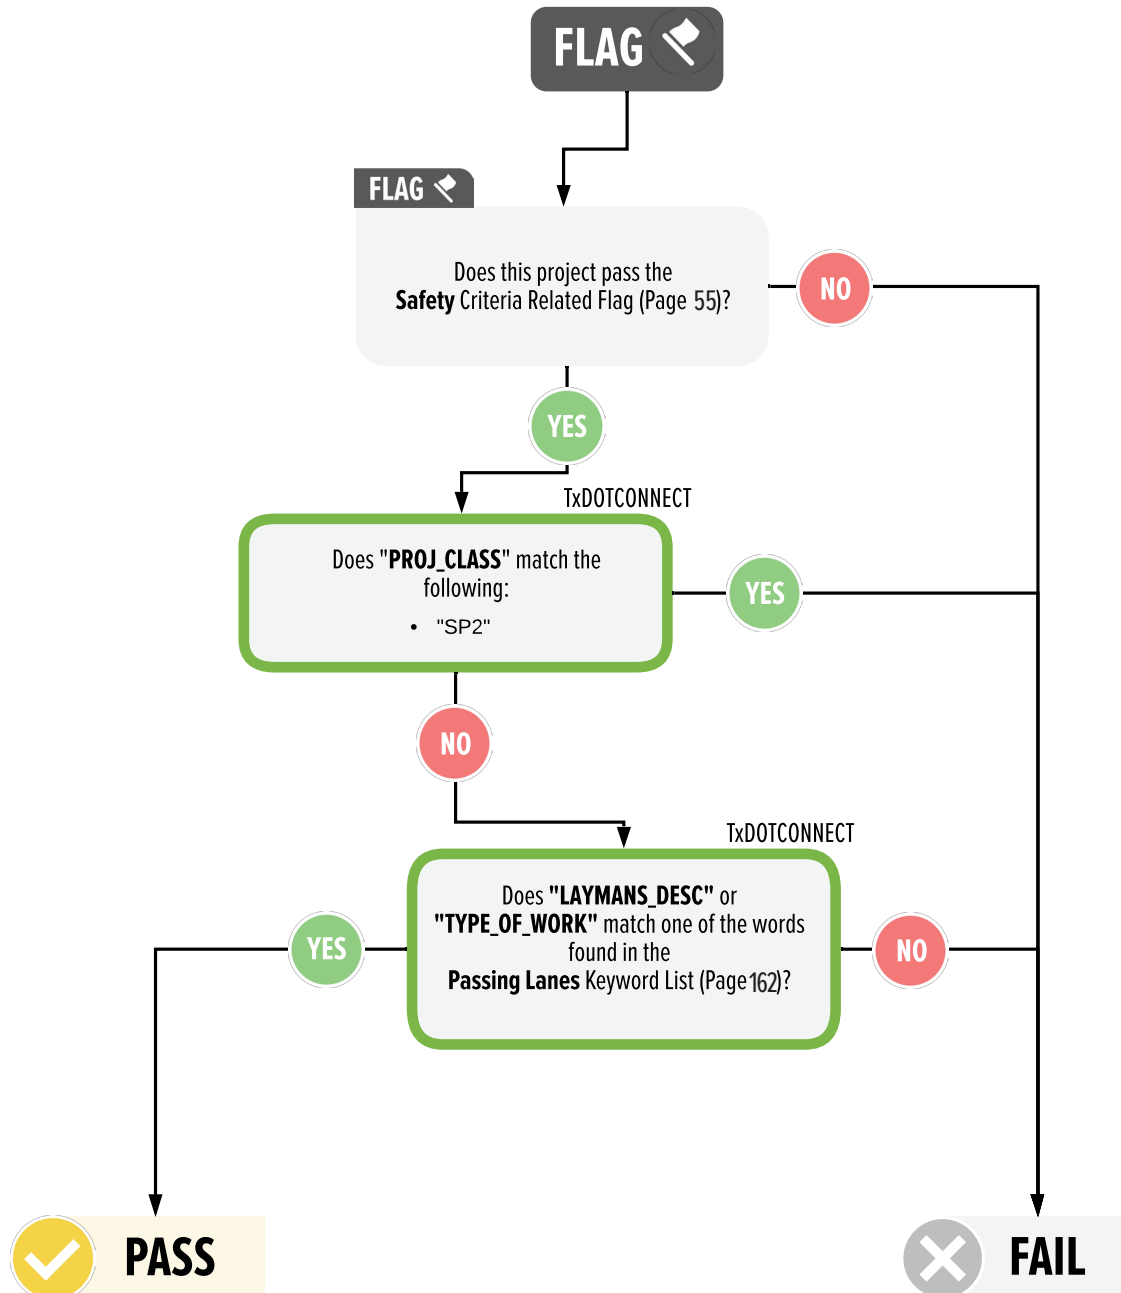 FLAG
FLAG
Does this project pass the
Safety Criteria Related Flag (Page 55)?
NO
YES
TxDOTCONNECT
Does "PROJ_CLASS" match the
following:
• "SP2"
YES
NO
TxDOTCONNECT
Does "LAYMANS_DESC" or
"TYPE_OF_WORK" match one of the words
found in the
Passing Lanes Keyword List (Page 162)?
YES
NO
PASS
FAIL